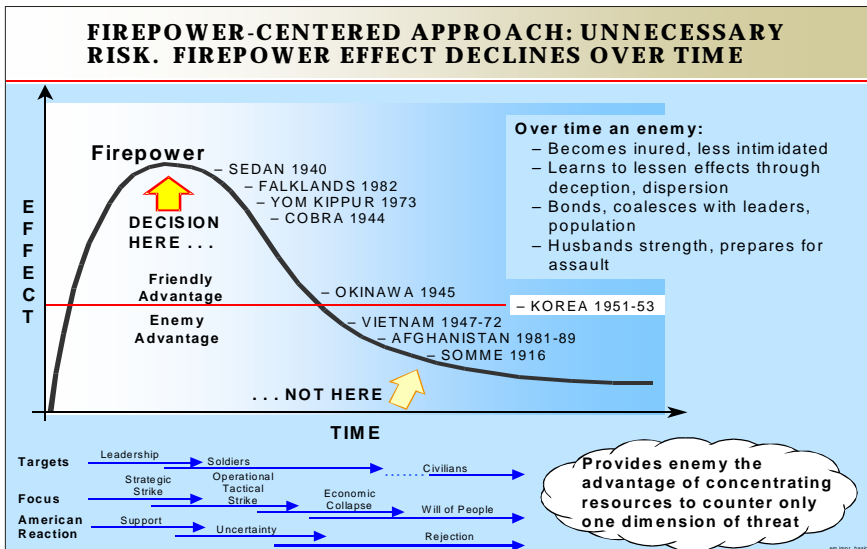 FIREPOWER-CENTERED APPROACH: UNNECESSARY
RISK. FIREPOWER EFFECT DECLINES OVER TIME
EFFECT
Firepower
– SEDAN 1940
– FALKLANDS 1982
– YOM KIPPUR 1973
– COBRA 1944
DECISION
HERE . . .
Over time an enemy:
– Becomes inured, less intimidated
– Learns to lessen effects through
deception, dispersion
– Bonds, coalesces with leaders,
population
– Husbands strength, prepares for
assault
Friendly
Advantage
– OKINAWA 1945
– KOREA 1951-53
Enemy
Advantage
– VIETNAM 1947-72
– AFGHANISTAN 1981-89
– SOMME 1916
. . . NOT HERE
TIME
Targets
Leadership
Soldiers
Civilians
Focus
Strategic
Strike
Operational
Tactical
Strike
Economic
Collapse
Will of People
American
Reaction
Support
Uncertainty
Rejection
Provides enemy the
advantage of concentrating
resources to counter only
one dimension of threat